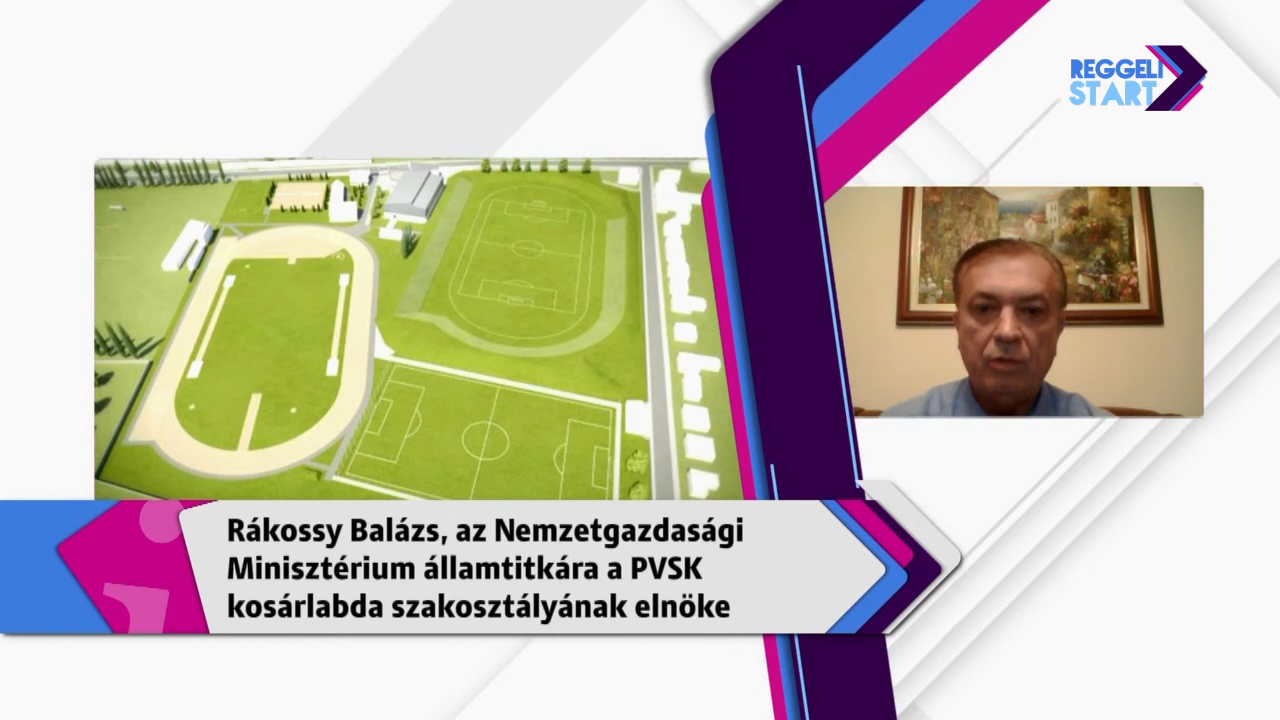 REGGELI
START
Rákossy Balázs, az Nemzetgazdasági
Minisztérium államtitkára a PVSK
kosárlabda szakosztályának elnöke